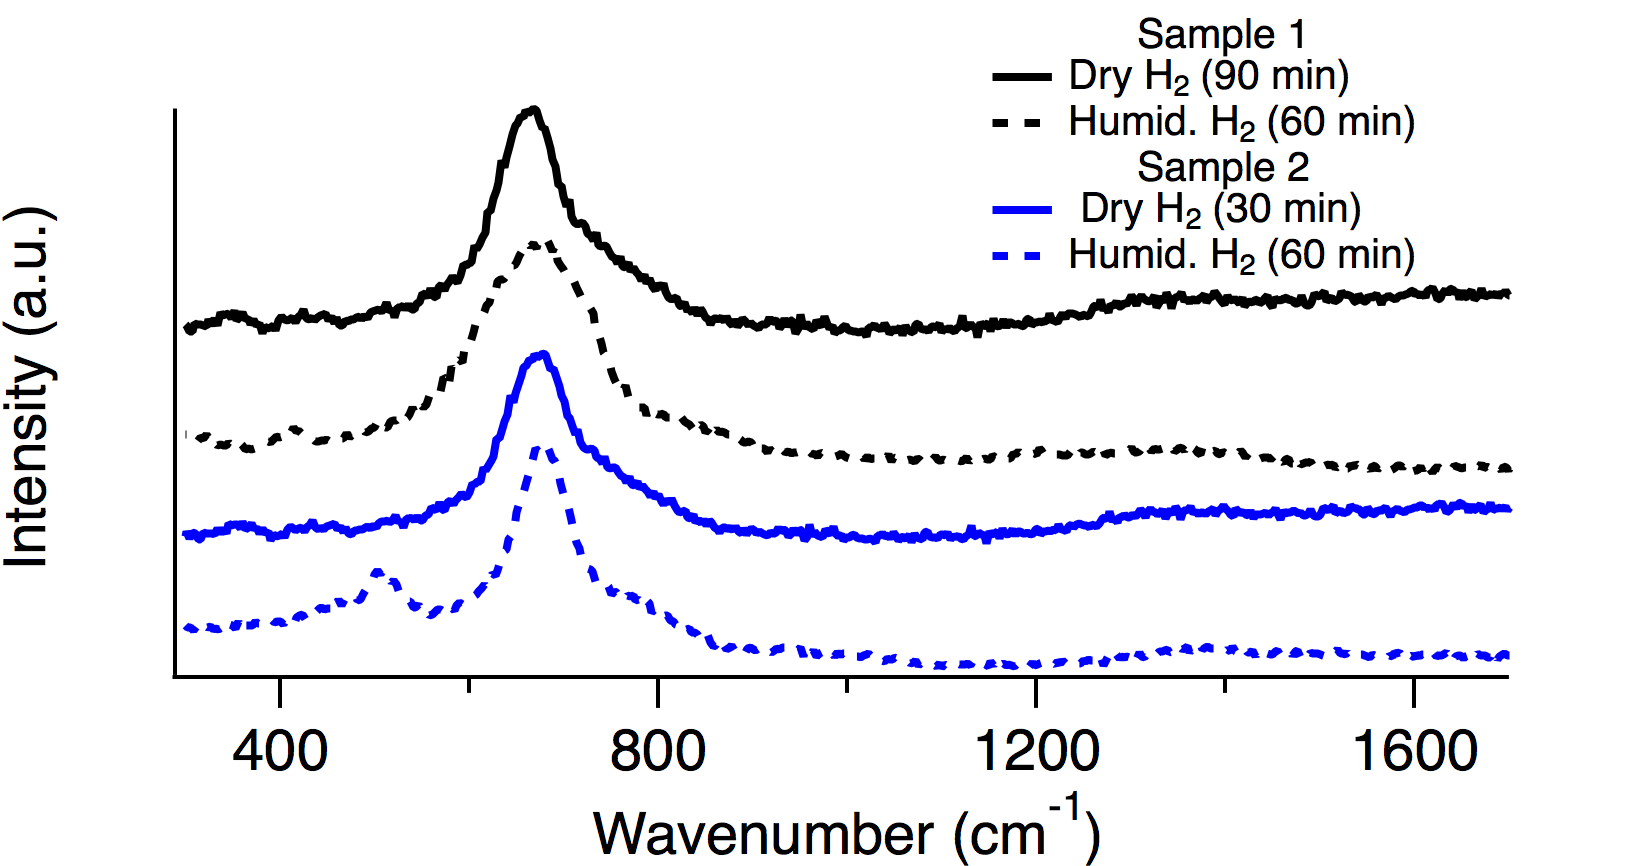 Sample 1
Dry H₂ (90 min)
Humid. H₂ (60 min)
Sample 2
Dry H₂ (30 min)
Humid. H₂ (60 min)
Intensity (a.u.)
400 800 1200 1600
Wavenumber (cm⁻¹)